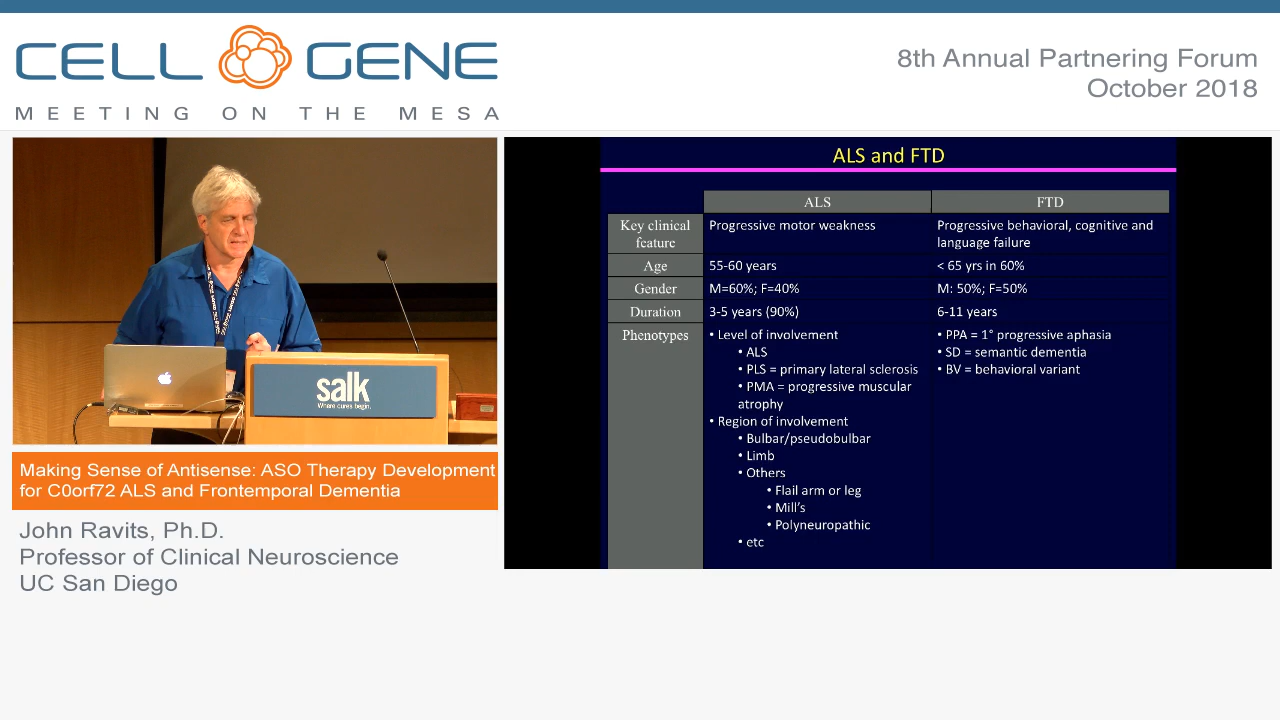 CELL GENE
MEETING ON THE MESA
8th Annual Partnering Forum
October 2018
salk
Where cures begin.
Making Sense of Antisense: ASO Therapy Development
for C0orf72 ALS and Frontemporal Dementia
John Ravits, Ph.D.
Professor of Clinical Neuroscience
UC San Diego
ALS and FTD
ALS
FTD
Key clinical
feature
Progressive motor weakness
Progressive behavioral, cognitive and
language failure
Age
55-60 years
< 65 yrs in 60%
Gender
M=60%; F=40%
M: 50%; F=50%
Duration
3-5 years (90%)
6-11 years
Phenotypes
• Level of involvement
• ALS
• PLS = primary lateral sclerosis
• PMA = progressive muscular
atrophy
• Region of involvement
• Bulbar/pseudobulbar
• Limb
• Others
• Flail arm or leg
• Mill's
• Polyneuropathic
• etc
• PPA = 1° progressive aphasia
• SD = semantic dementia
• BV = behavioral variant